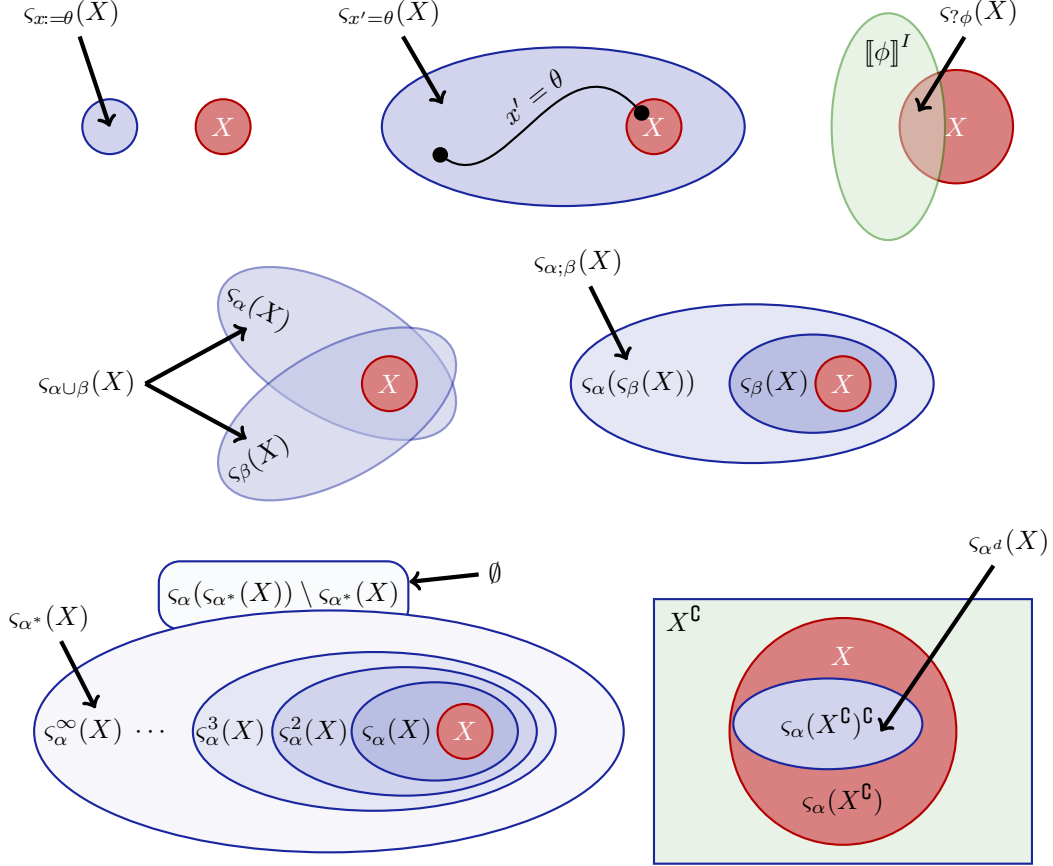 ς_{x:=θ}(X)
X
ς_{x′=θ}(X)
x′ = θ
X
ς_{?ϕ}(X)
⟦ϕ⟧^I
X
ς_{α∪β}(X)
ς_α(X)
ς_β(X)
X
ς_{α;β}(X)
ς_α(ς_β(X))
ς_β(X)
X
ς_{α*}(X)
ς_α(ς_{α*}(X)) \ ς_{α*}(X)
∅
ς_α^∞(X) ⋯ ς_α^3(X) ς_α^2(X) ς_α(X) X
ς_{α^d}(X)
X^∁
X
ς_α(X^∁)^∁
ς_α(X^∁)